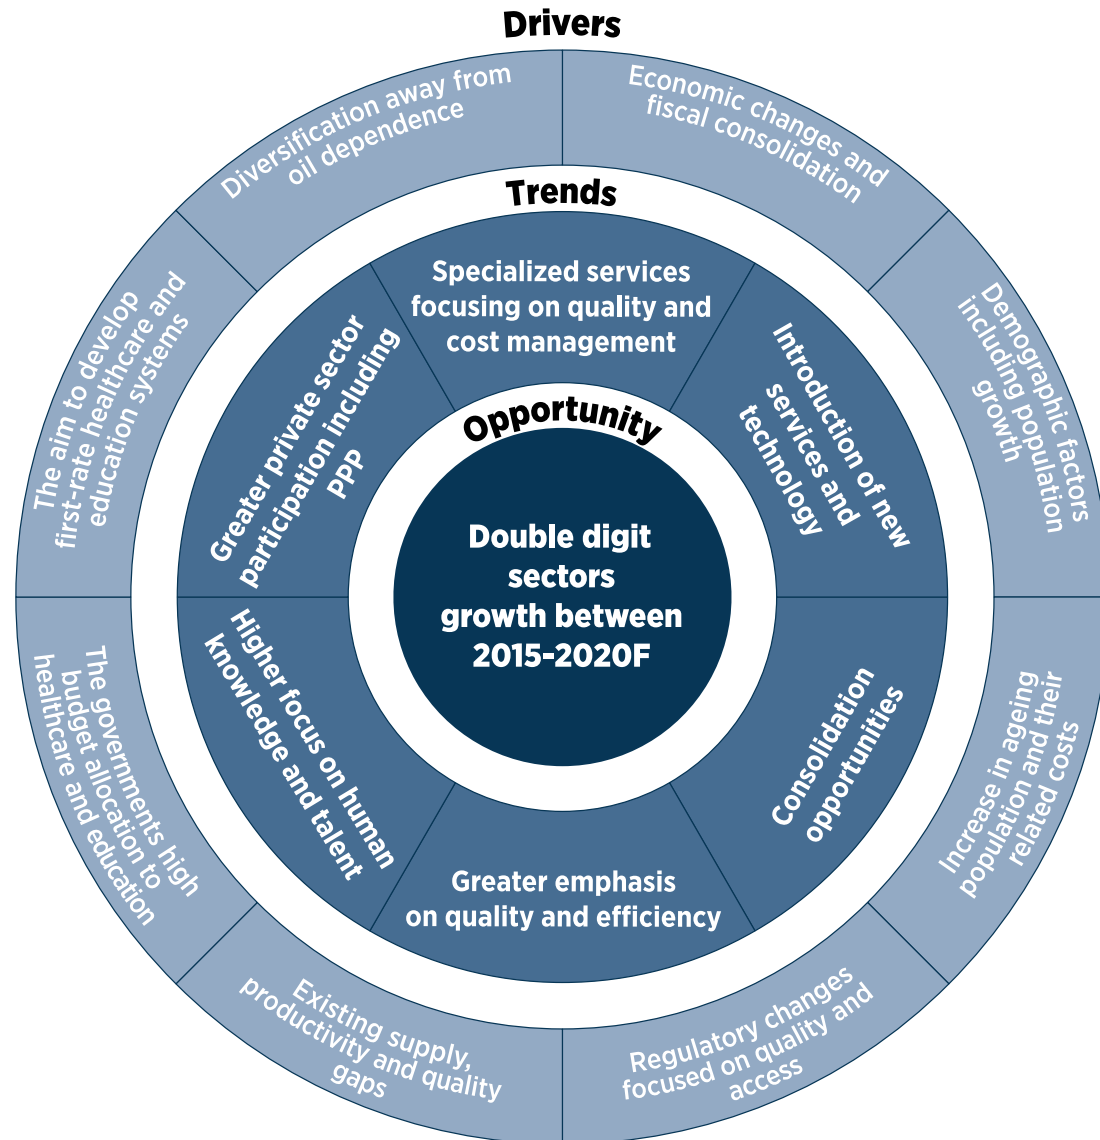 Drivers
Diversification away from
oil dependence
Economic changes and
fiscal consolidation
Demographic factors
including population
growth
Increase in ageing
population and their
related costs
Regulatory changes
focused on quality and
access
Existing supply,
productivity and quality
gaps
The governments high
budget allocation to
healthcare and education
The aim to develop
first-rate healthcare and
education systems
Trends
Specialized services
focusing on quality and
cost management
Introduction of new
services and
technology
Consolidation
opportunities
Greater emphasis
on quality and efficiency
Higher focus on human
knowledge and talent
Greater private sector
participation including
PPP
Opportunity
Double digit
sectors
growth between
2015-2020F